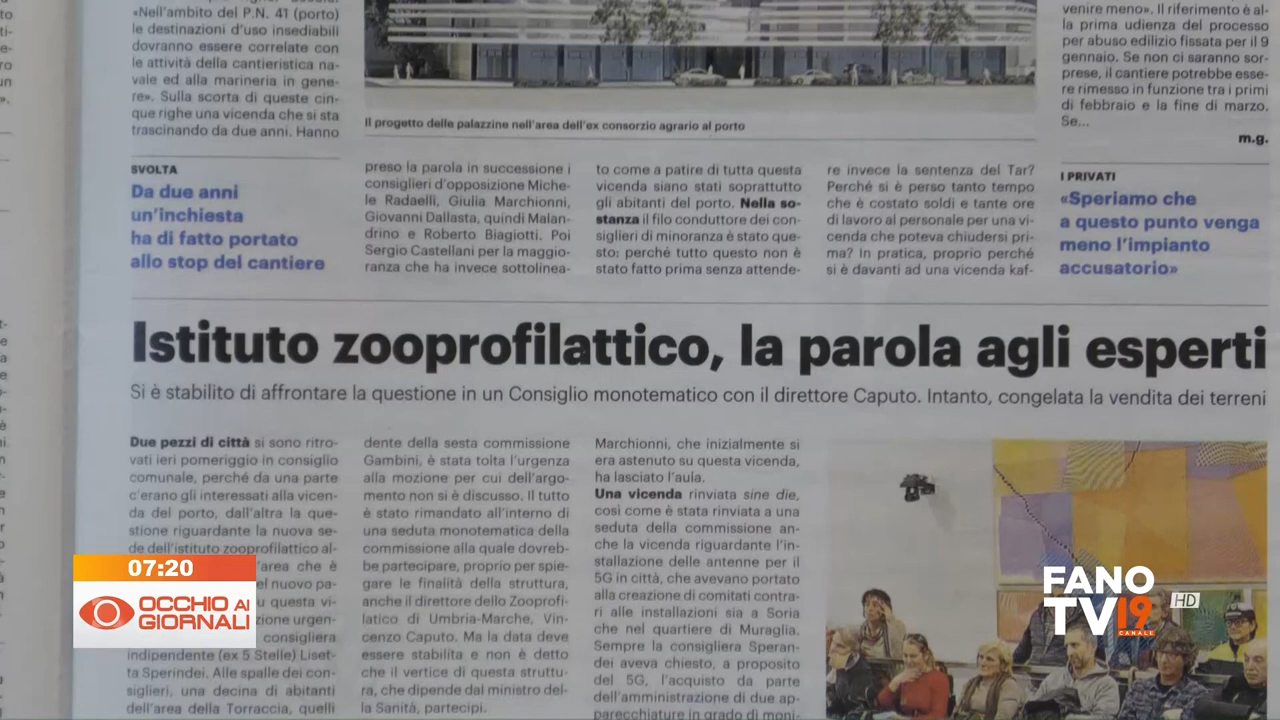 «Nell'ambito del P.N. 41 (porto)
le destinazioni d'uso insediabili
dovranno essere correlate con
le attività della cantieristica na-
vale ed alla marineria in gene-
re». Sulla scorta di queste cin-
que righe una vicenda che si sta
trascinando da due anni. Hanno
SVOLTA
Da due anni
un'inchiesta
ha di fatto portato
allo stop del cantiere
Il progetto delle palazzine nell'area dell'ex consorzio agrario al porto
preso la parola in successione i
consiglieri d'opposizione Miche-
le Radaelli, Giulia Marchionni,
Giovanni Dallasta, quindi Malan-
drino e Roberto Biagiotti. Poi
Sergio Castellani per la maggio-
ranza che ha invece sottolinea-
to come a patire di tutta questa
vicenda siano stati soprattutto
gli abitanti del porto. Nella so-
stanza il filo conduttore dei con-
siglieri di minoranza è stato que-
sto: perché tutto questo non è
stato fatto prima senza attende-
re invece la sentenza del Tar?
Perché si è perso tanto tempo
che è costato soldi e tante ore
di lavoro al personale per una vi-
cenda che poteva chiudersi pri-
ma? In pratica, proprio perché
si è davanti ad una vicenda kaf-
venire meno». Il riferimento è al-
la prima udienza del processo
per abuso edilizio fissata per il 9
gennaio. Se non ci saranno sor-
prese, il cantiere potrebbe esse-
re rimesso in funzione tra i primi
di febbraio e la fine di marzo.
Se...
m.g.
I PRIVATI
«Speriamo che
a questo punto venga
meno l'impianto
accusatorio»
Istituto zooprofilattico, la parola agli esperti
Si è stabilito di affrontare la questione in un Consiglio monotematico con il direttore Caputo. Intanto, congelata la vendita dei terreni
Due pezzi di città si sono ritro-
vati ieri pomeriggio in consiglio
comunale, perché da una parte
c'erano gli interessati alla vicen-
da del porto, dall'altra la que-
stione riguardante la nuova se-
de dell'istituto zooprofilattico al-
'area che è
el nuovo pa-
u questa vi-
zione urgen-
consigliera
indipendente (ex 5 Stelle) Liset-
ta Sperindei. Alle spalle dei con-
siglieri, una decina di abitanti
dell'area della Torraccia, quelli
dente della sesta commissione
Gambini, è stata tolta l'urgenza
alla mozione per cui dell'argo-
mento non si è discusso. Il tutto
è stato rimandato all'interno di
una seduta monotematica della
commissione alla quale dovreb-
be partecipare, proprio per spie-
gare le finalità della struttura,
anche il direttore dello Zooprofi-
latico di Umbria-Marche, Vin-
cenzo Caputo. Ma la data deve
essere stabilita e non è detto
che il vertice di questa struttu-
ra, che dipende dal ministro del-
la Sanità, partecipi.
Marchionni, che inizialmente si
era astenuto su questa vicenda,
ha lasciato l'aula.
Una vicenda rinviata sine die,
così come è stata rinviata a una
seduta della commissione an-
che la vicenda riguardante l'in-
stallazione delle antenne per il
5G in città, che avevano portato
alla creazione di comitati contra-
ri alle installazioni sia a Soria
che nel quartiere di Muraglia.
Sempre la consigliera Speran-
dei aveva chiesto, a proposito
del 5G, l'acquisto da parte
dell'amministrazione di due ap-
parecchiature in grado di moni-
07:20
OCCHIO AI
GIORNALI
FANO
TV19 HD
CANALE